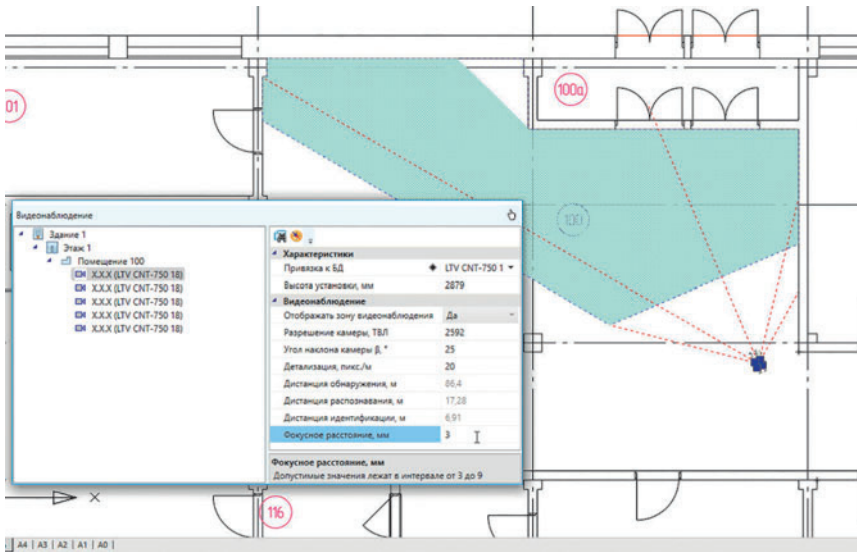 01
100а
100
Видеонаблюдение
Здание 1
Этаж 1
Помещение 100
X.X.X (LTV CNT-750 18)
X.X.X (LTV CNT-750 18)
X.X.X (LTV CNT-750 18)
X.X.X (LTV CNT-750 18)
X.X.X (LTV CNT-750 18)
Характеристики
Привязка к БД LTV CNT-750 1
Высота установки, мм 2879
Видеонаблюдение
Отображать зону видеонаблюдения Да
Разрешение камеры, ТВЛ 2592
Угол наклона камеры β, ° 25
Детализация, пикс./м 20
Дистанция обнаружения, м 86,4
Дистанция распознавания, м 17,28
Дистанция идентификации, м 6,91
Фокусное расстояние, мм 3
Фокусное расстояние, мм
Допустимые значения лежат в интервале от 3 до 9
116
A4 | A3 | A2 | A1 | A0 |